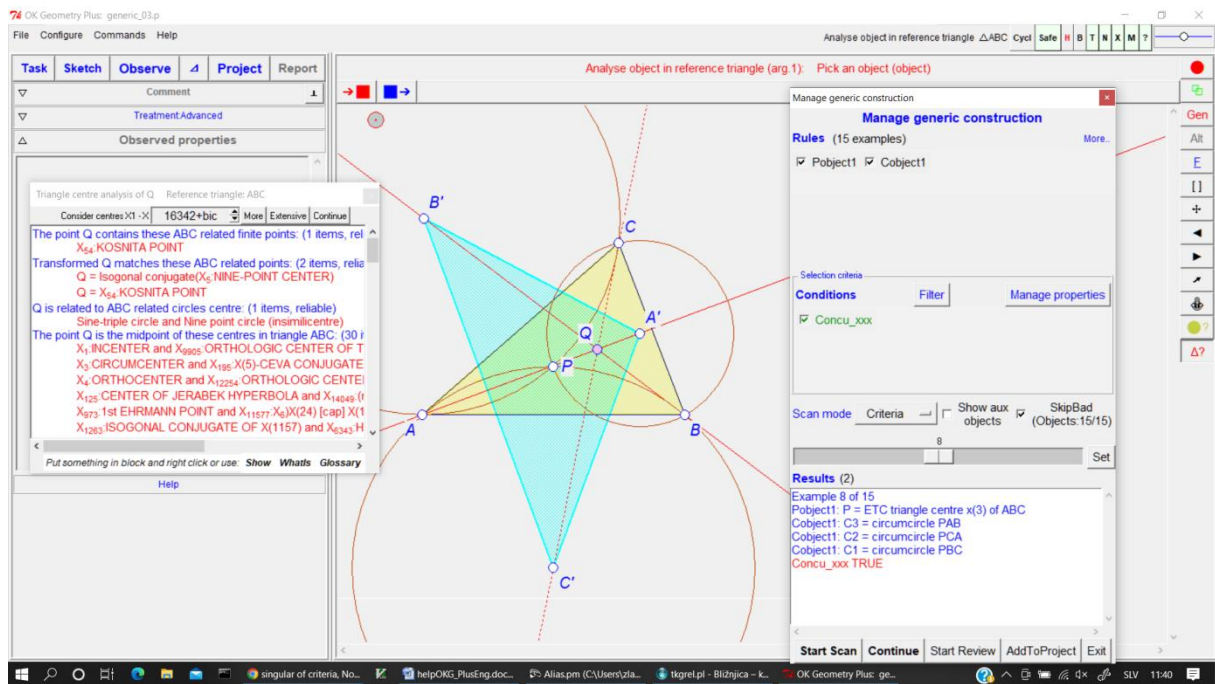 OK Geometry Plus: generic_03.p
File Configure Commands Help
Analyse object in reference triangle △ABC Cycl Safe H B T N X M ?
Task Sketch Observe ⊿ Project Report
Analyse object in reference triangle (arg.1): Pick an object (object)
Comment
Treatment:Advanced
Observed properties
Triangle centre analysis of Q Reference triangle: ABC
Consider centres X1 -X 16342+bic More Extensive Continue
The point Q contains these ABC related finite points: (1 items, rel
X54:KOSNITA POINT
Transformed Q matches these ABC related points: (2 items, relia
Q = Isogonal conjugate(X5:NINE-POINT CENTER)
Q = X54:KOSNITA POINT
Q is related to ABC related circles centre: (1 items, reliable)
Sine-triple circle and Nine point circle (insimilicentre)
The point Q is the midpoint of these centres in triangle ABC: (30 i
X1:INCENTER and X9905:ORTHOLOGIC CENTER OF T
X3:CIRCUMCENTER and X195:X(5)-CEVA CONJUGATE
X4:ORTHOCENTER and X12254:ORTHOLOGIC CENTE
X125:CENTER OF JERABEK HYPERBOLA and X14049:(
X973:1st EHRMANN POINT and X11577:X6)X(24) [cap] X(1
X1263:ISOGONAL CONJUGATE OF X(1157) and X6343:H
Put something in block and right click or use: Show WhatIs Glossary
Help
B'
C
A'
Q
P
A
B
C'
Manage generic construction
Manage generic construction
Rules (15 examples) More..
Pobject1 Cobject1
Selection criteria
Conditions Filter Manage properties
Concu_xxx
Scan mode Criteria Show aux objects SkipBad (Objects:15/15)
8
Set
Results (2)
Example 8 of 15
Pobject1: P = ETC triangle centre x(3) of ABC
Cobject1: C3 = circumcircle PAB
Cobject1: C2 = circumcircle PCA
Cobject1: C1 = circumcircle PBC
Concu_xxx TRUE
Start Scan Continue Start Review AddToProject Exit
Gen
Alt
F
[ ]
?
Δ?
singular of criteria, No... helpOKG_PlusEng.doc... Alias.pm (C:\Users\zla... tkgrel.pl - Bližnjica – k... OK Geometry Plus: ge... SLV 11:40